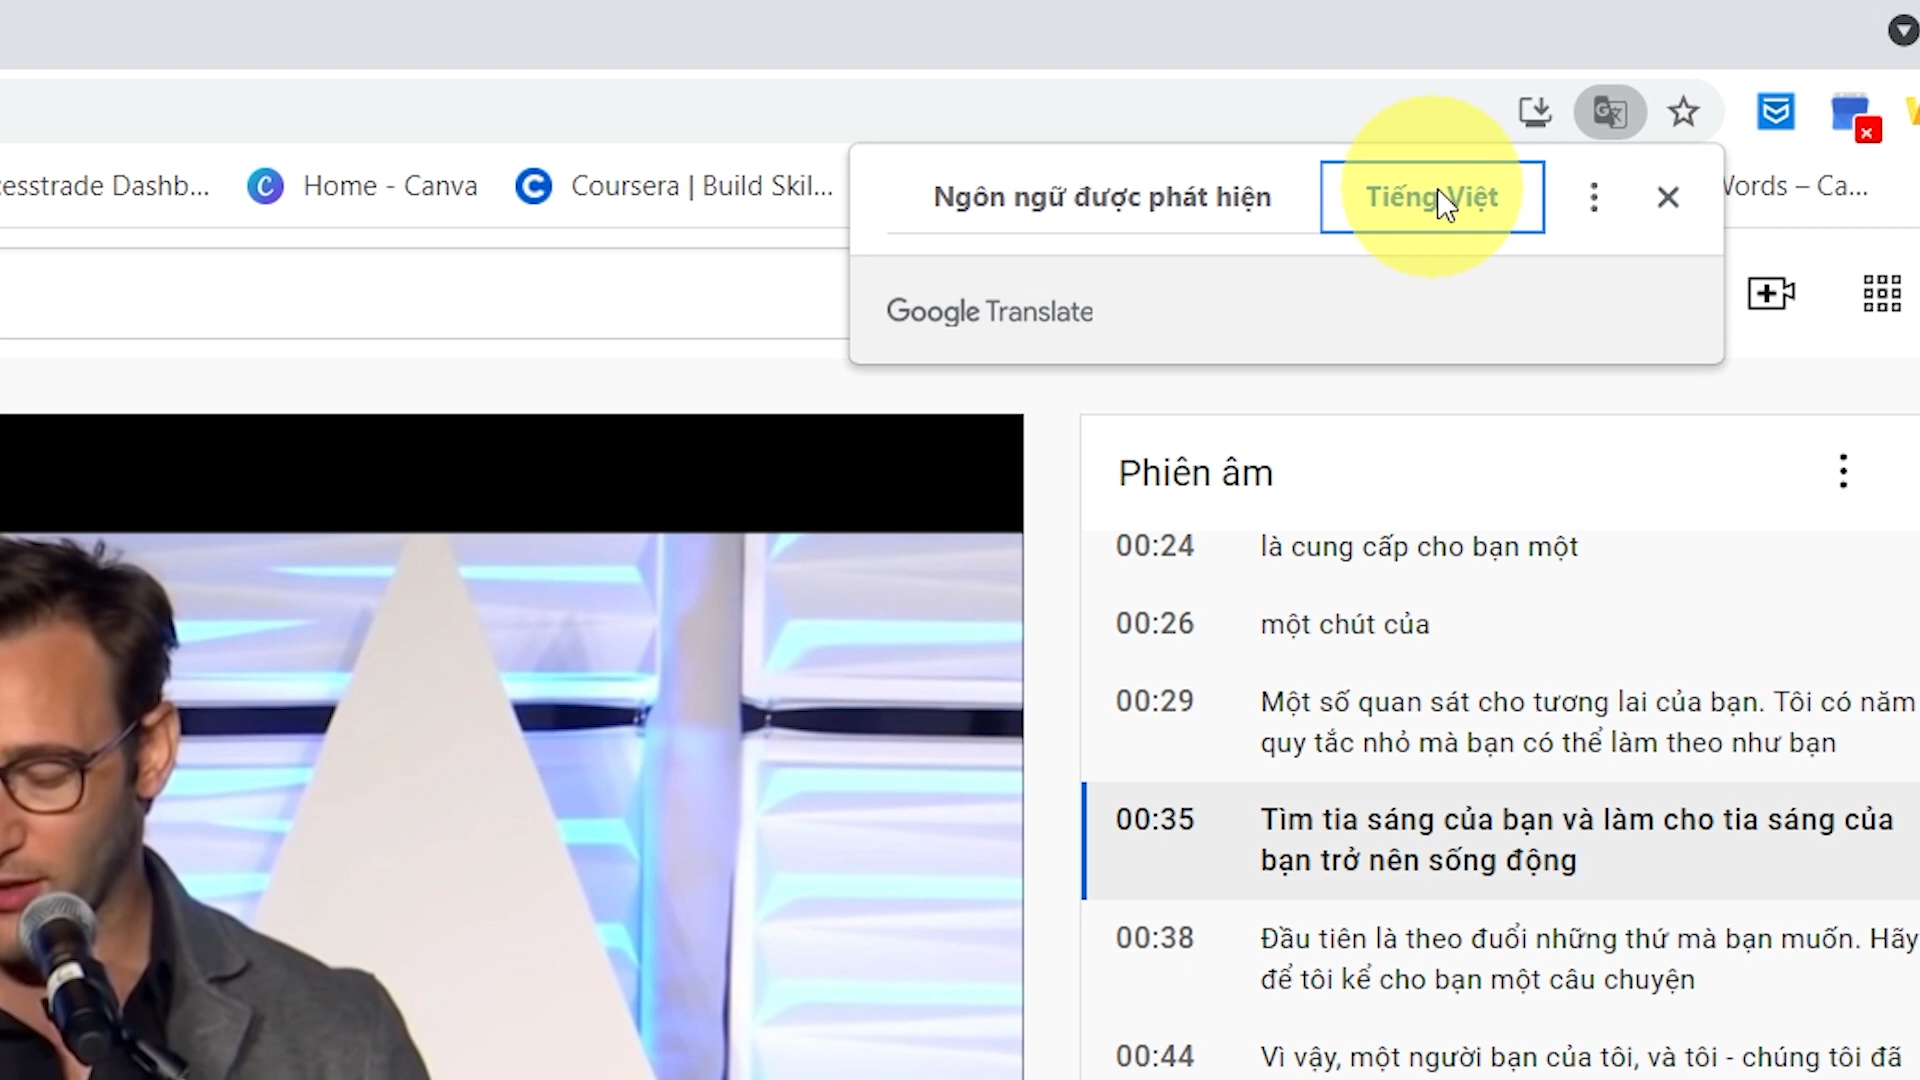 Dashb...
Home - Canva
Coursera | Build Skil...
Ca...
Ngôn ngữ được phát hiện
Tiếng Việt
Google Translate
Phiên âm
00:24 là cung cấp cho bạn một
00:26 một chút của
00:29 Một số quan sát cho tương lai của bạn. Tôi có năm
quy tắc nhỏ mà bạn có thể làm theo như bạn
00:35 Tìm tia sáng của bạn và làm cho tia sáng của
bạn trở nên sống động
00:38 Đầu tiên là theo đuổi những thứ mà bạn muốn. Hãy
để tôi kể cho bạn một câu chuyện
00:44 Vì vậy, một người bạn của tôi, và tôi - chúng tôi đã